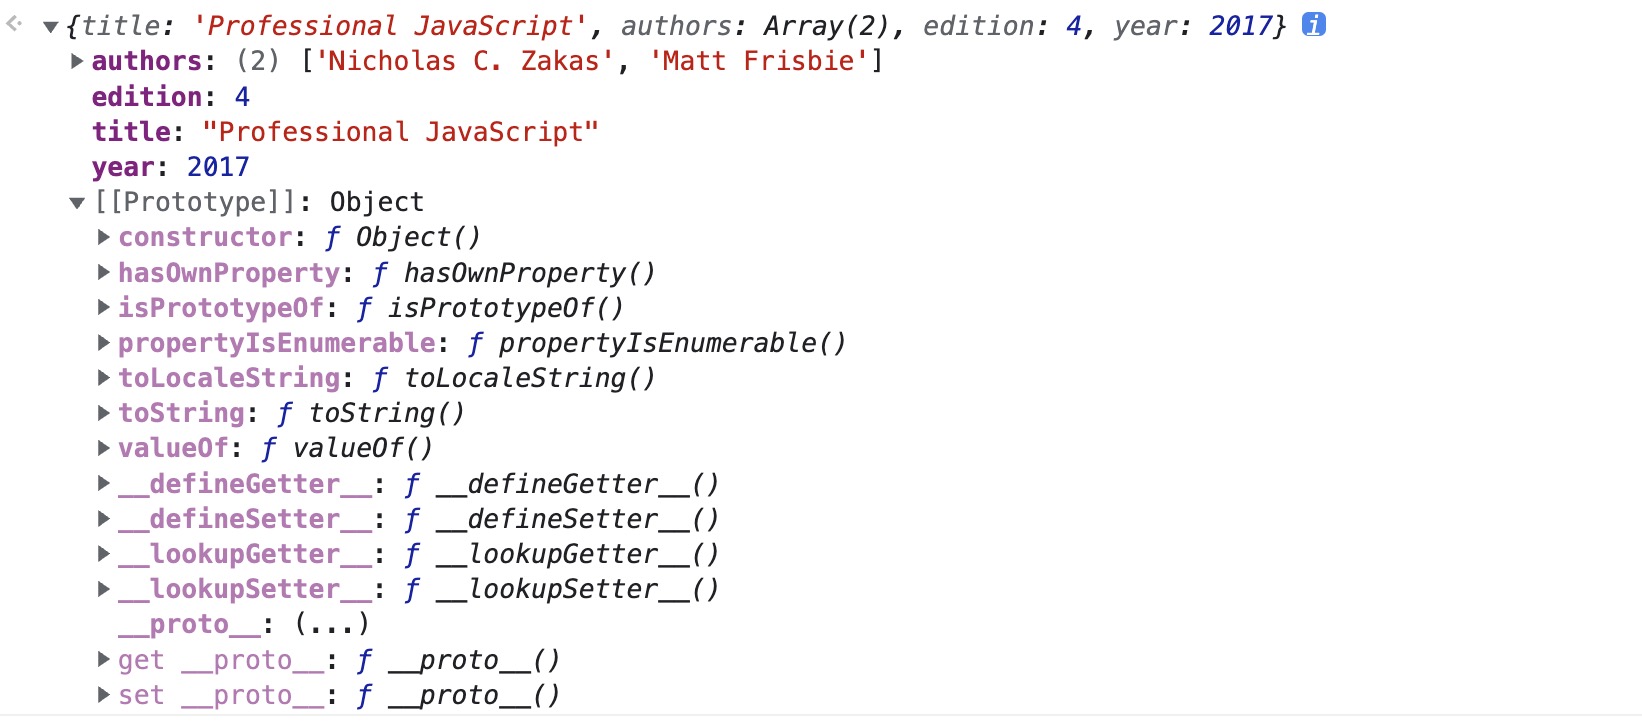 {title: 'Professional JavaScript', authors: Array(2), edition: 4, year: 2017} i
authors: (2) ['Nicholas C. Zakas', 'Matt Frisbie']
edition: 4
title: "Professional JavaScript"
year: 2017
[[Prototype]]: Object
constructor: ƒ Object()
hasOwnProperty: ƒ hasOwnProperty()
isPrototypeOf: ƒ isPrototypeOf()
propertyIsEnumerable: ƒ propertyIsEnumerable()
toLocaleString: ƒ toLocaleString()
toString: ƒ toString()
valueOf: ƒ valueOf()
__defineGetter__: ƒ __defineGetter__()
__defineSetter__: ƒ __defineSetter__()
__lookupGetter__: ƒ __lookupGetter__()
__lookupSetter__: ƒ __lookupSetter__()
__proto__: (...)
get __proto__: ƒ __proto__()
set __proto__: ƒ __proto__()